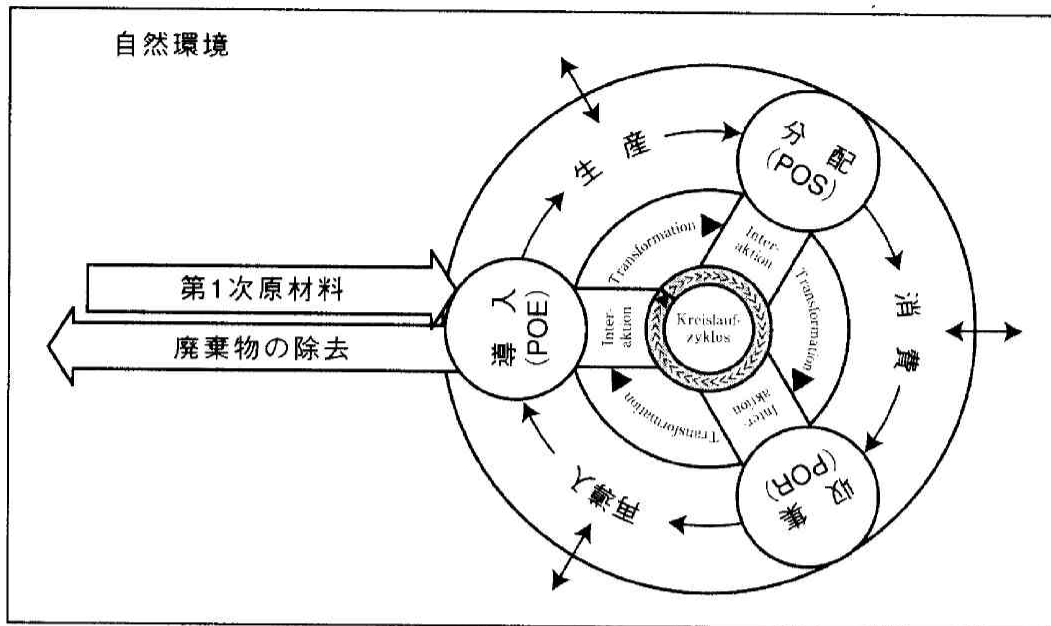 自然環境
第1次原材料
廃棄物の除去
導入
(POE)
生産
分配
(POS)
消費
収集
(POR)
再導入
Transformation
Inter-
aktion
Transformation
Inter-
aktion
Transformation
Inter-
aktion
Kreislauf-
zyklus